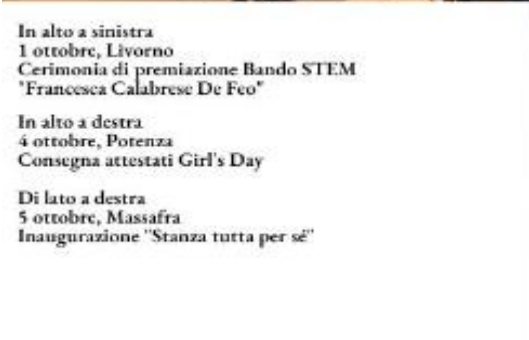 In alto a sinistra
1 ottobre, Livorno
Cerimonia di premiazione Bando STEM
"Francesca Calabrese De Feo"
In alto a destra
4 ottobre, Potenza
Consegna attestati Girl's Day
Di lato a destra
5 ottobre, Massafra
Inaugurazione "Stanza tutta per sé"